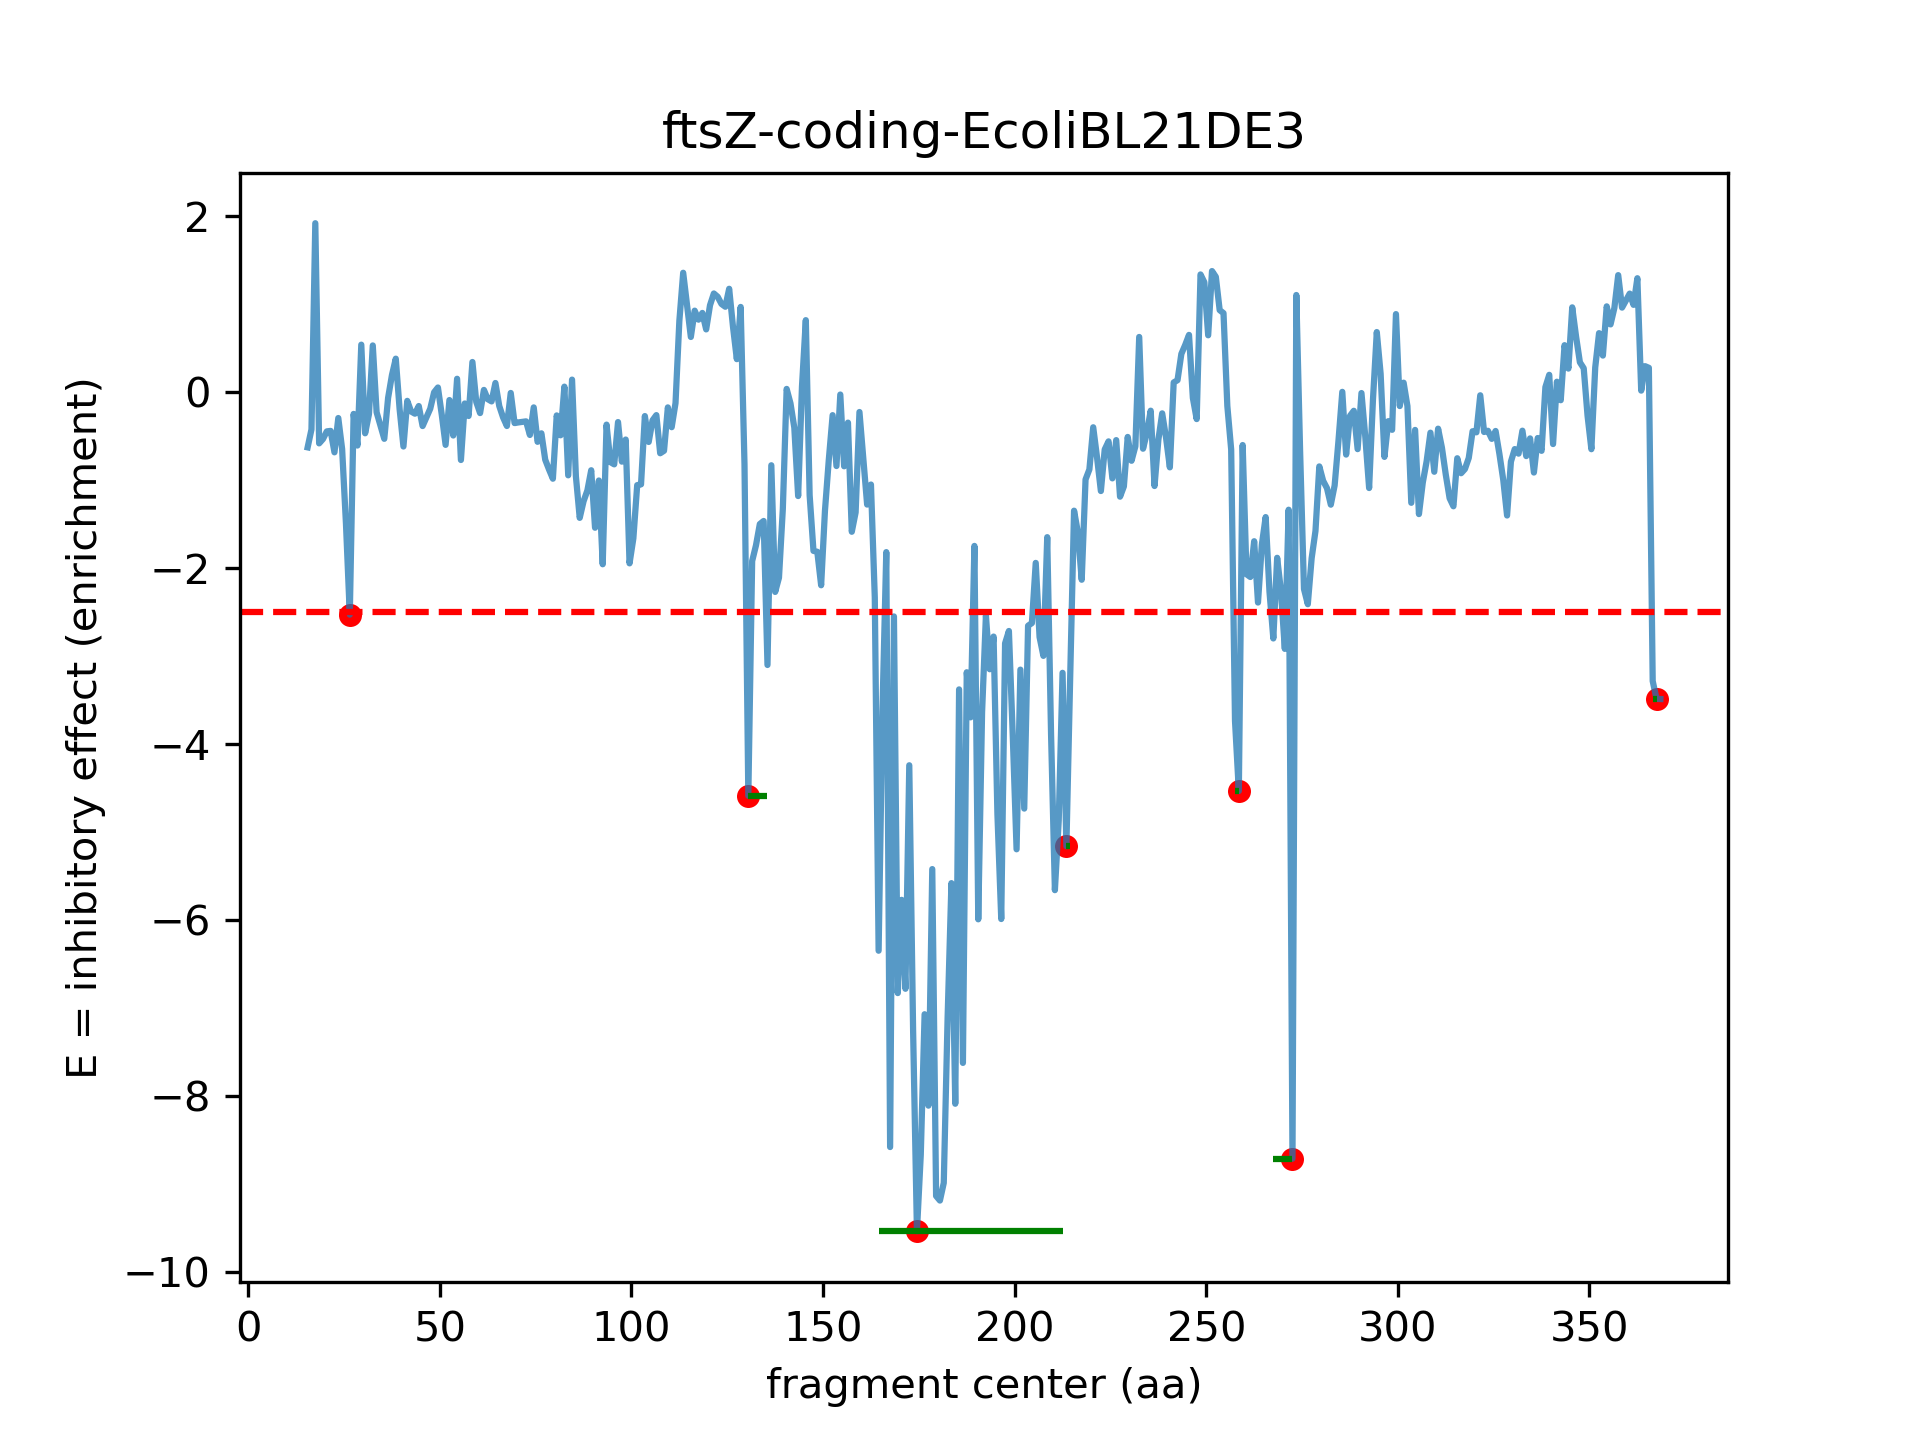 ftsZ-coding-EcoliBL21DE3
E = inhibitory effect (enrichment)
2
0
−2
−4
−6
−8
−10
0 50 100 150 200 250 300 350
fragment center (aa)